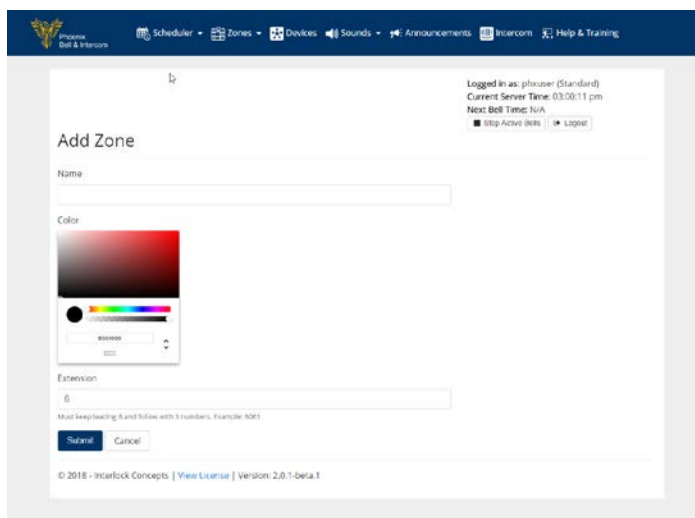 Phoenix
Bell & Intercom
Scheduler Zones Devices Sounds Announcements Intercom Help & Training
Logged in as: phxuser (Standard)
Current Server Time: 03:00:11 pm
Next Bell Time: N/A
Stop Active Bells Logout
Add Zone
Name
Color
#000000
HEX
Extension
6
Must keep leading 6 and follow with 3 numbers. Example: 6061
Submit Cancel
© 2018 - Interlock Concepts | View License | Version: 2.0.1-beta.1